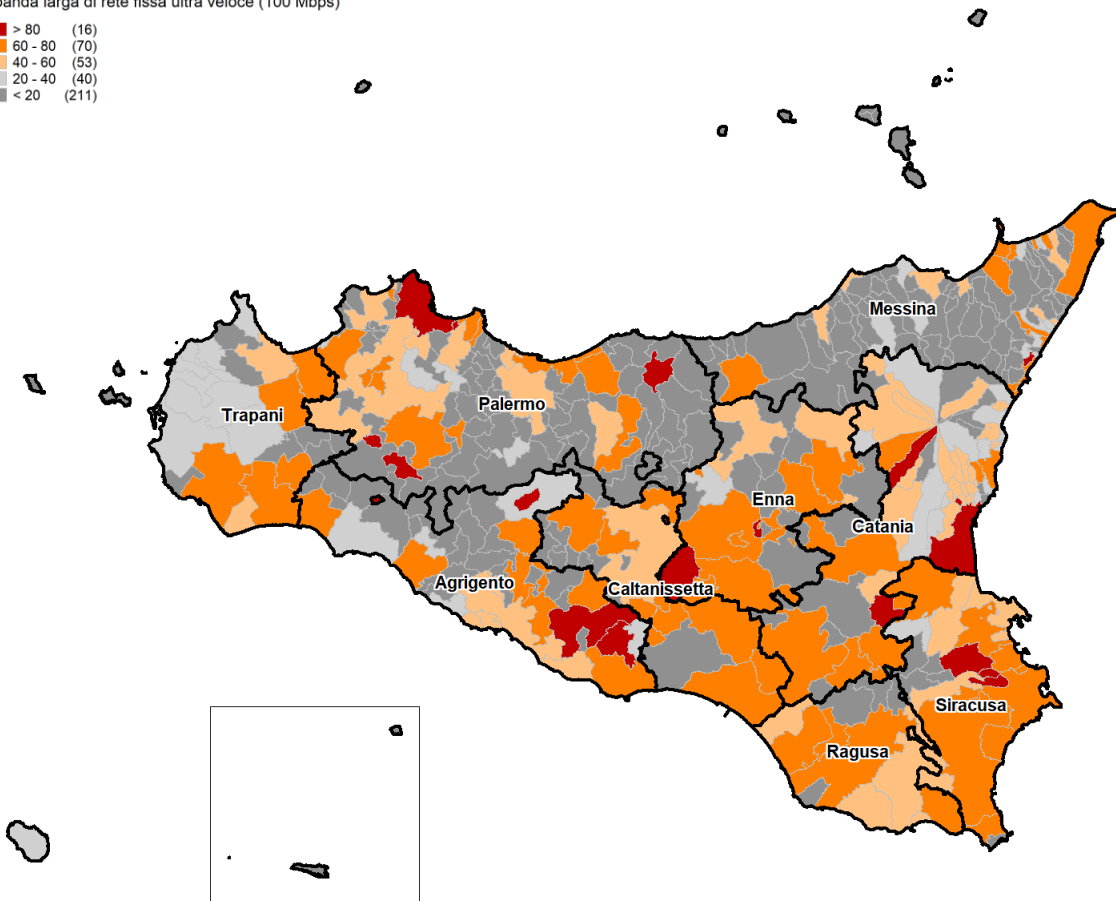 banda larga di rete fissa ultra veloce (100 Mbps)
> 80 (16)
60 - 80 (70)
40 - 60 (53)
20 - 40 (40)
< 20 (211)
Messina
Trapani
Palermo
Enna
Catania
Agrigento
Caltanissetta
Siracusa
Ragusa